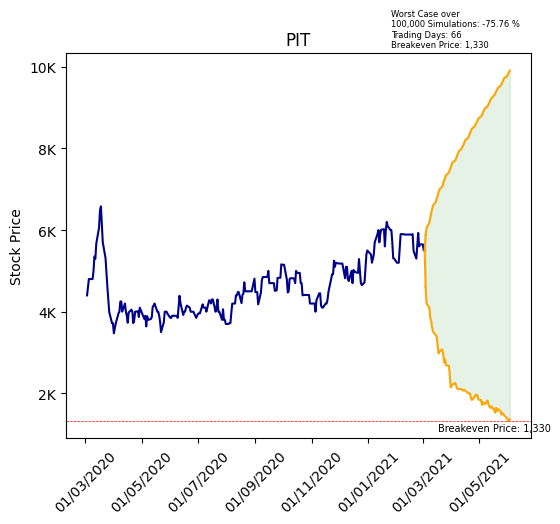 Worst Case over
100,000 Simulations: -75.76 %
Trading Days: 66
Breakeven Price: 1,330
PIT
Stock Price
10K
8K
6K
4K
2K
Breakeven Price: 1,330
01/03/2020
01/05/2020
01/07/2020
01/09/2020
01/11/2020
01/01/2021
01/03/2021
01/05/2021